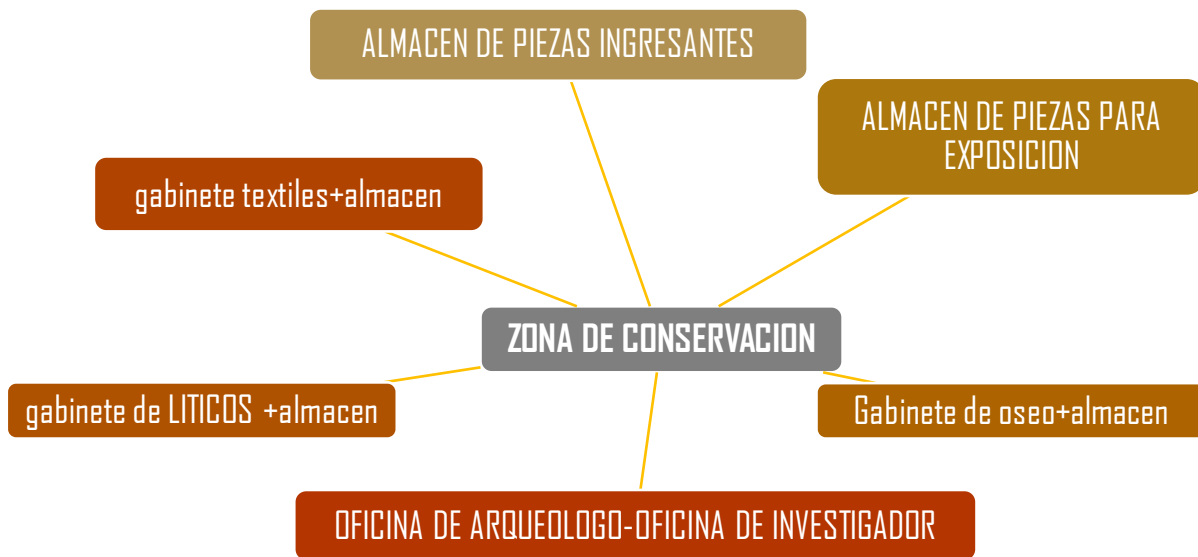 ALMACEN DE PIEZAS INGRESANTES
ALMACEN DE PIEZAS PARA
EXPOSICION
gabinete textiles+almacen
ZONA DE CONSERVACION
gabinete de LITICOS +almacen
Gabinete de oseo+almacen
OFICINA DE ARQUEOLOGO-OFICINA DE INVESTIGADOR